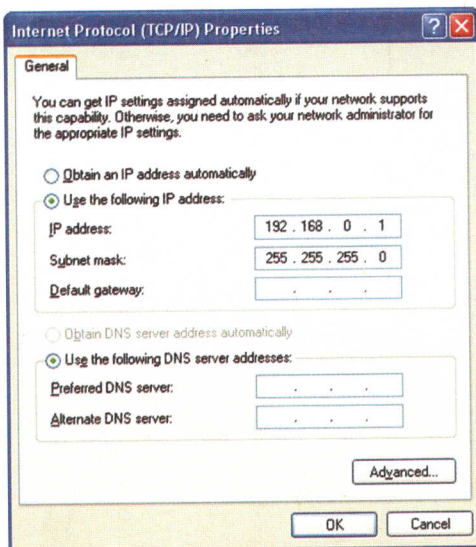 Internet Protocol (TCP/IP) Properties
General
You can get IP settings assigned automatically if your network supports
this capability. Otherwise, you need to ask your network administrator for
the appropriate IP settings.
Obtain an IP address automatically
Use the following IP address:
IP address: 192 . 168 . 0 . 1
Subnet mask: 255 . 255 . 255 . 0
Default gateway: . . .
Obtain DNS server address automatically
Use the following DNS server addresses:
Preferred DNS server: . . .
Alternate DNS server: . . .
Advanced...
OK Cancel